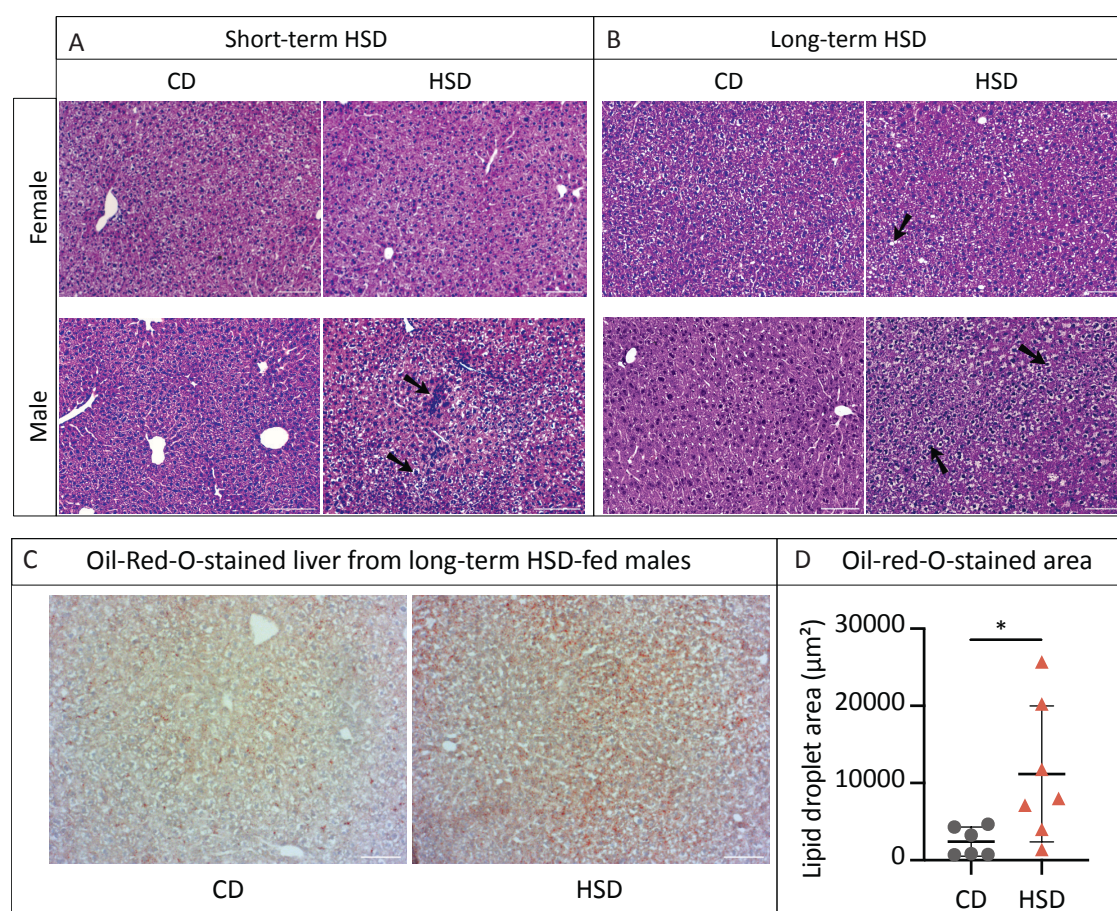 A
Short-term HSD
B
Long-term HSD
CD
HSD
CD
HSD
Female
Male
C
Oil-Red-O-stained liver from long-term HSD-fed males
CD
HSD
D
Oil-red-O-stained area
Lipid droplet area (µm²)
30000
20000
10000
0
*
CD
HSD